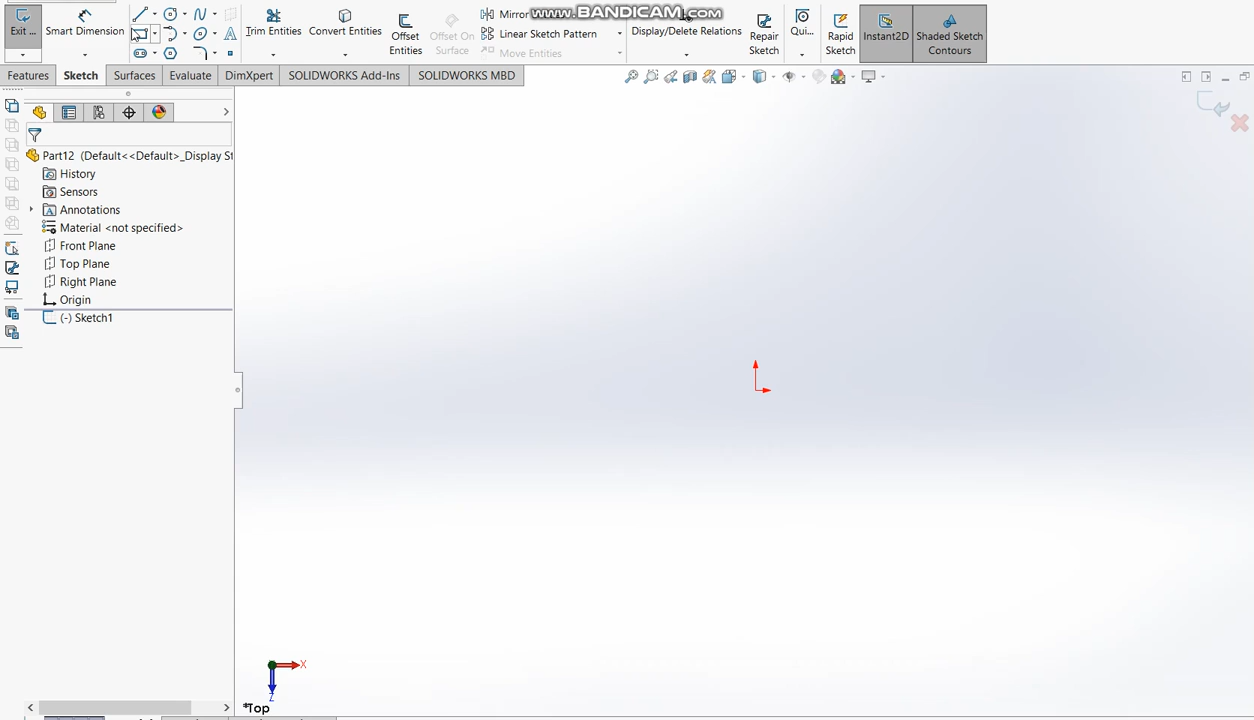 www.BANDICAM.com
Exit ...
Smart Dimension
Trim Entities
Convert Entities
Offset Entities
Offset On Surface
Mirror
Linear Sketch Pattern
Move Entities
Display/Delete Relations
Repair Sketch
Qui...
Rapid Sketch
Instant2D
Shaded Sketch Contours
Features
Sketch
Surfaces
Evaluate
DimXpert
SOLIDWORKS Add-Ins
SOLIDWORKS MBD
Part12 (Default<<Default>_Display St
History
Sensors
A Annotations
Material <not specified>
Front Plane
Top Plane
Right Plane
Origin
(-) Sketch1
X
Z
*Top